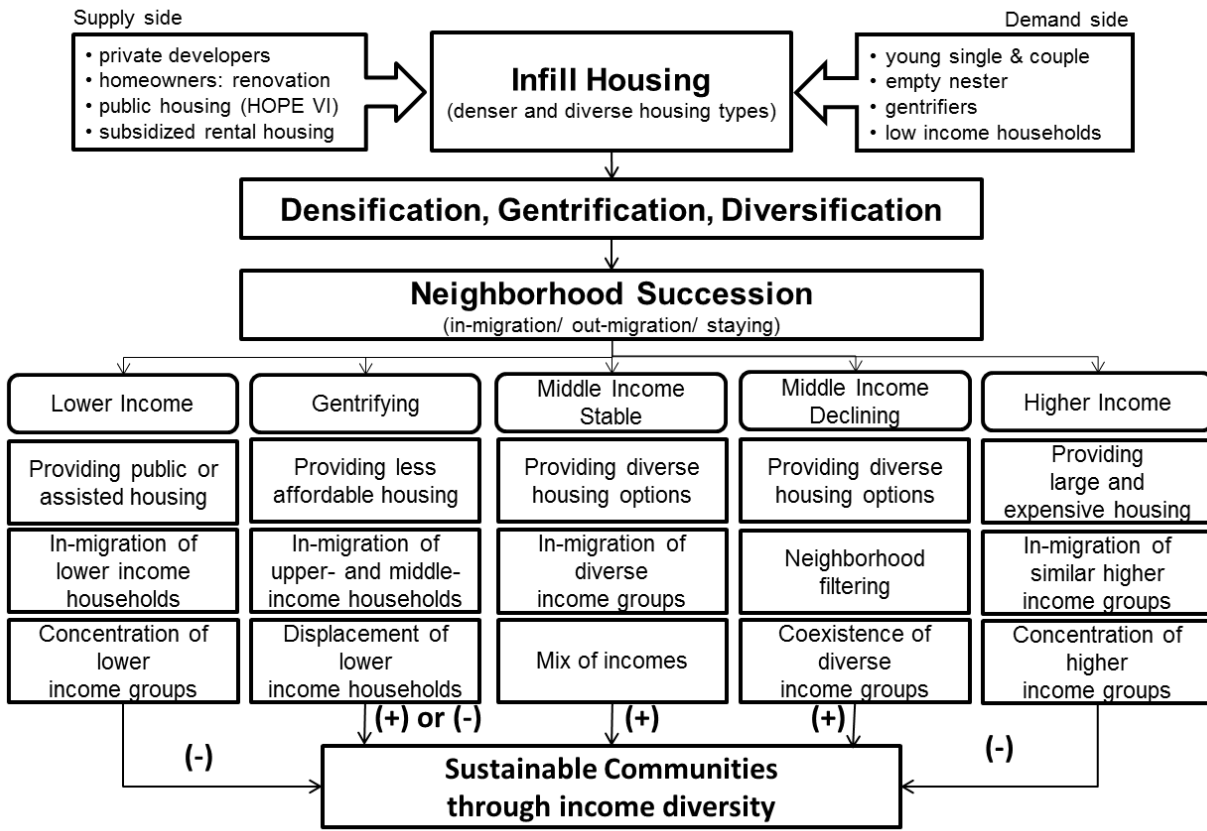 Supply side
• private developers
• homeowners: renovation
• public housing (HOPE VI)
• subsidized rental housing
Infill Housing
(denser and diverse housing types)
Demand side
• young single & couple
• empty nester
• gentrifiers
• low income households
Densification, Gentrification, Diversification
Neighborhood Succession
(in-migration/ out-migration/ staying)
Lower Income
Gentrifying
Middle Income
Stable
Middle Income
Declining
Higher Income
Providing public or
assisted housing
Providing less
affordable housing
Providing diverse
housing options
Providing diverse
housing options
Providing
large and
expensive housing
In-migration of
lower income
households
In-migration of
upper- and middle-
income households
In-migration of
diverse
income groups
Neighborhood
filtering
In-migration of
similar higher
income groups
Concentration of
lower
income groups
Displacement of
lower
income households
Mix of incomes
Coexistence of
diverse
income groups
Concentration of
higher
income groups
(-)
(+) or (-)
(+)
(+)
(-)
Sustainable Communities
through income diversity